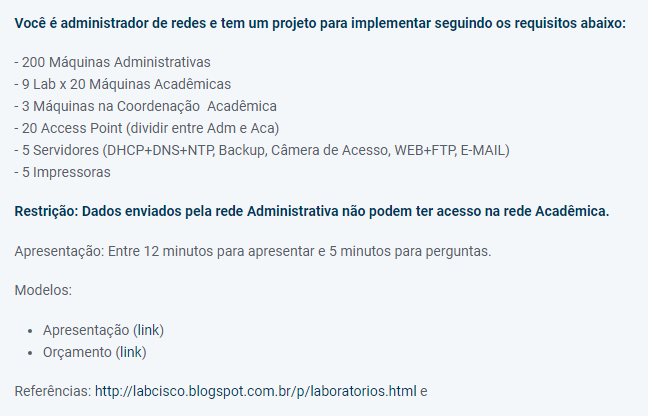 Você é administrador de redes e tem um projeto para implementar seguindo os requisitos abaixo:
- 200 Máquinas Administrativas
- 9 Lab x 20 Máquinas Acadêmicas
- 3 Máquinas na Coordenação  Acadêmica
- 20 Access Point (dividir entre Adm e Aca)
- 5 Servidores (DHCP+DNS+NTP, Backup, Câmera de Acesso, WEB+FTP, E-MAIL)
- 5 Impressoras
Restrição: Dados enviados pela rede Administrativa não podem ter acesso na rede Acadêmica.
Apresentação: Entre 12 minutos para apresentar e 5 minutos para perguntas.
Modelos:
• Apresentação (link)
• Orçamento (link)
Referências: http://labcisco.blogspot.com.br/p/laboratorios.html e